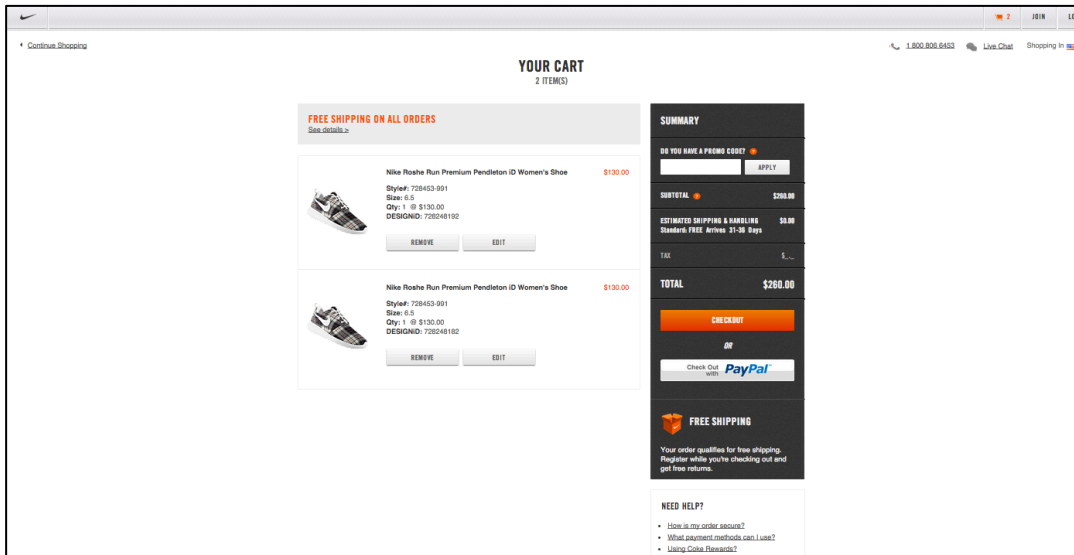 2 JOIN
Continue Shopping
1 800 806 6453 Live Chat Shopping In
YOUR CART
2 ITEM(S)
FREE SHIPPING ON ALL ORDERS
See details >
Nike Roshe Run Premium Pendleton iD Women's Shoe $130.00
Style#: 728453-991
Size: 6.5
Qty: 1 @ $130.00
DESIGNiD: 728248192
REMOVE EDIT
Nike Roshe Run Premium Pendleton iD Women's Shoe $130.00
Style#: 728453-991
Size: 6.5
Qty: 1 @ $130.00
DESIGNiD: 728248182
REMOVE EDIT
SUMMARY
DO YOU HAVE A PROMO CODE? ?
APPLY
SUBTOTAL ? $260.00
ESTIMATED SHIPPING & HANDLING $0.00
Standard: FREE Arrives 31-36 Days
TAX $_._
TOTAL $260.00
CHECKOUT
OR
Check Out with PayPal
FREE SHIPPING
Your order qualifies for free shipping.
Register while you're checking out and
get free returns.
NEED HELP?
• How is my order secure?
• What payment methods can I use?
• Using Coke Rewards?